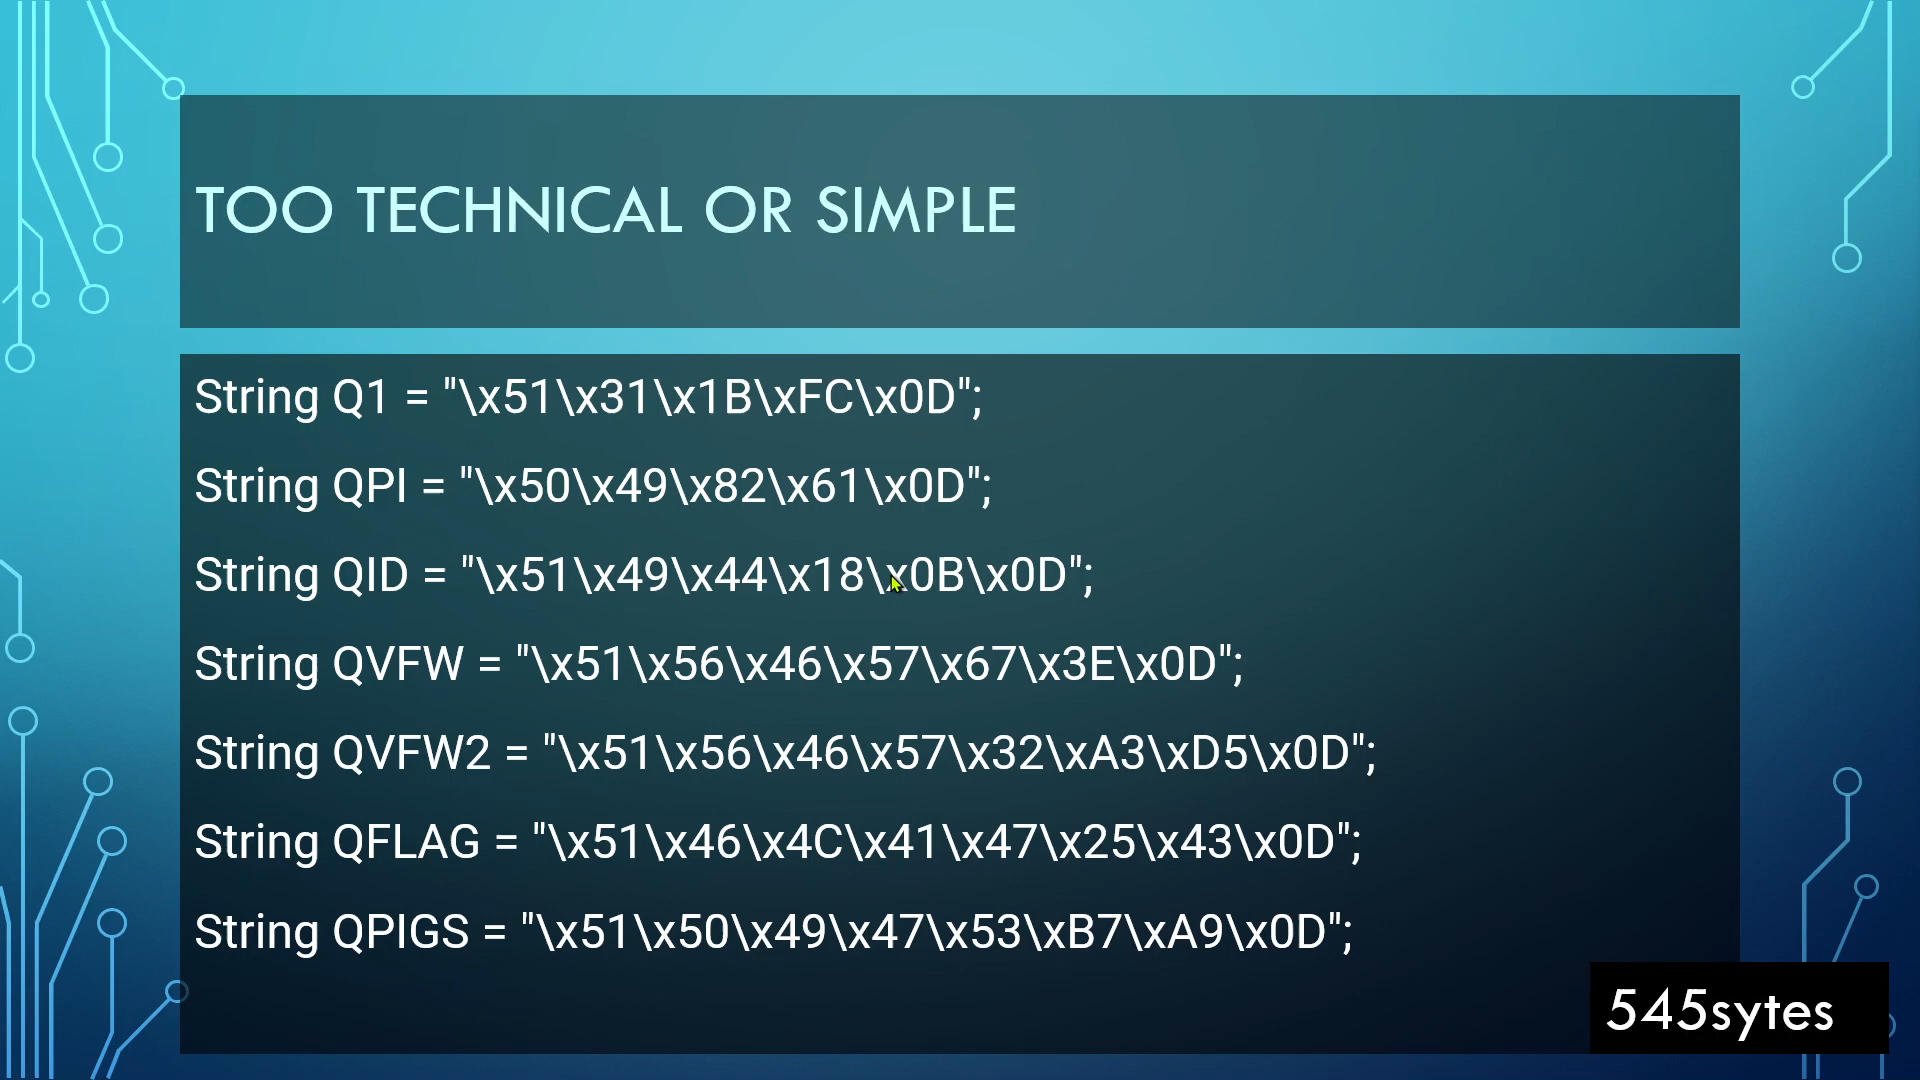 TOO TECHNICAL OR SIMPLE
String Q1 = "\x51\x31\x1B\xFC\x0D";
String QPI = "\x50\x49\x82\x61\x0D";
String QID = "\x51\x49\x44\x18\x0B\x0D";
String QVFW = "\x51\x56\x46\x57\x67\x3E\x0D";
String QVFW2 = "\x51\x56\x46\x57\x32\xA3\xD5\x0D";
String QFLAG = "\x51\x46\x4C\x41\x47\x25\x43\x0D";
String QPIGS = "\x51\x50\x49\x47\x53\xB7\xA9\x0D";
545sytes